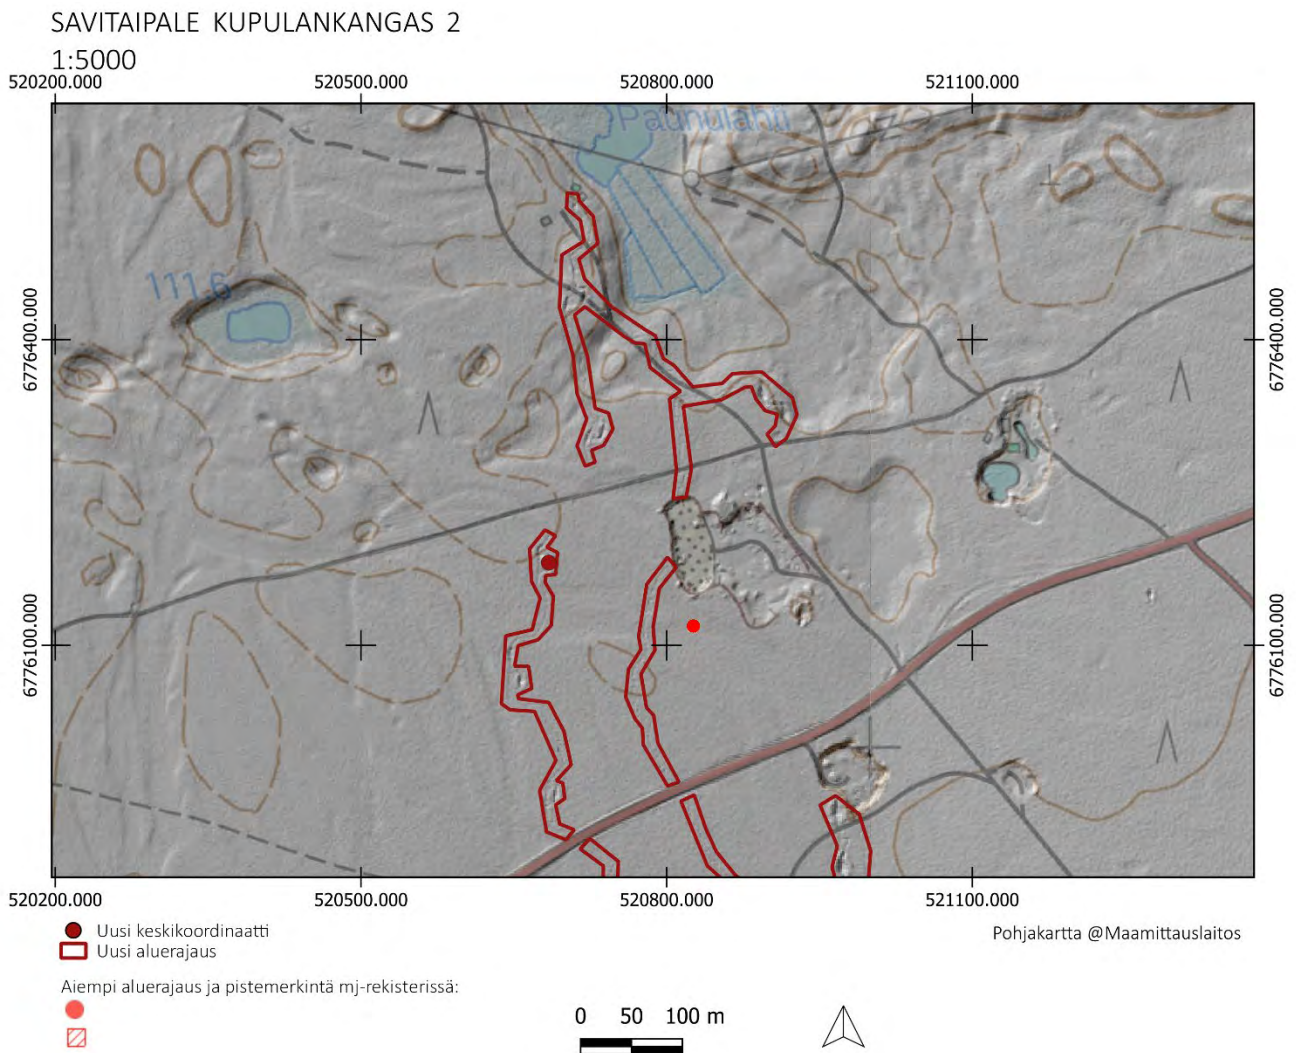 SAVITAIPALE KUPULANKANGAS 2
1:5000
520200.000 520500.000 520800.000 521100.000
Paunulahti
111.6
6776400.000 6776400.000
6776100.000 6776100.000
520200.000 520500.000 520800.000 521100.000
Uusi keskikoordinaatti
Uusi aluerajaus
Pohjakartta @Maamittauslaitos
Aiempi aluerajaus ja pistemerkintä mj-rekisterissä:
0 50 100 m